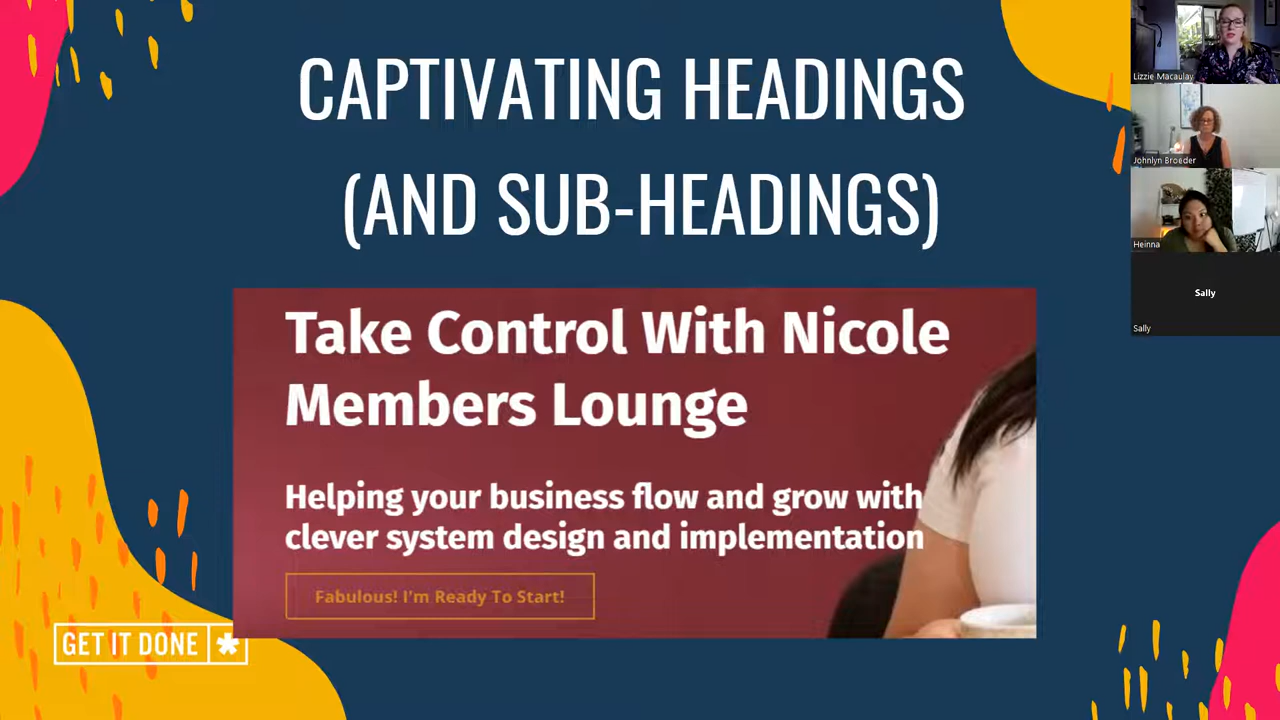 CAPTIVATING HEADINGS
(AND SUB-HEADINGS)
Take Control With Nicole
Members Lounge
Helping your business flow and grow with
clever system design and implementation
Fabulous! I'm Ready To Start!
GET IT DONE *
Lizzie Macaulay
Johnlyn Broeder
Heinna
Sally
Sally